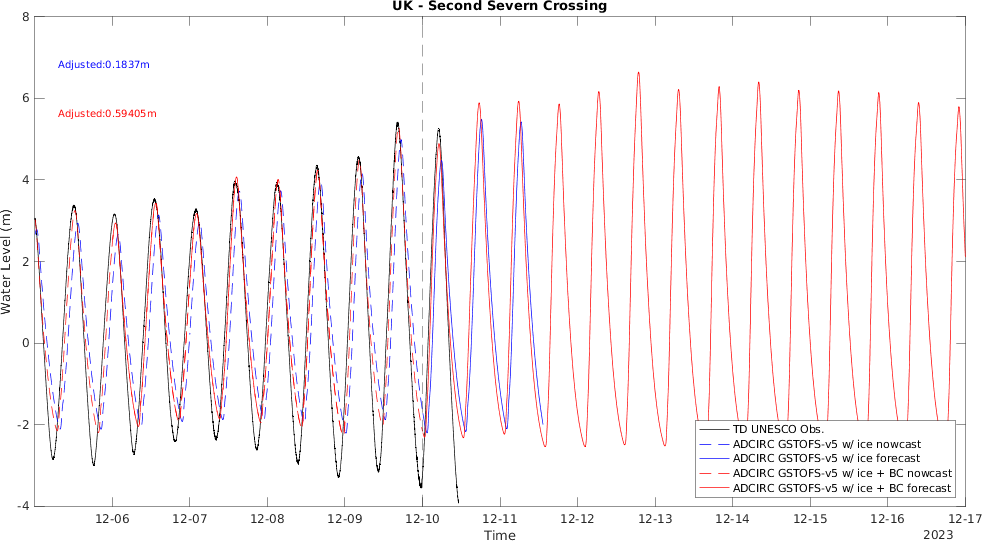 UK - Second Severn Crossing
8
6
4
2
0
-2
-4
Water Level (m)
Adjusted:0.1837m
Adjusted:0.59405m
TD UNESCO Obs.
ADCIRC GSTOFS-v5 w/ ice nowcast
ADCIRC GSTOFS-v5 w/ ice forecast
ADCIRC GSTOFS-v5 w/ ice + BC nowcast
ADCIRC GSTOFS-v5 w/ ice + BC forecast
12-06 12-07 12-08 12-09 12-10 12-11 12-12 12-13 12-14 12-15 12-16 12-17
Time
2023